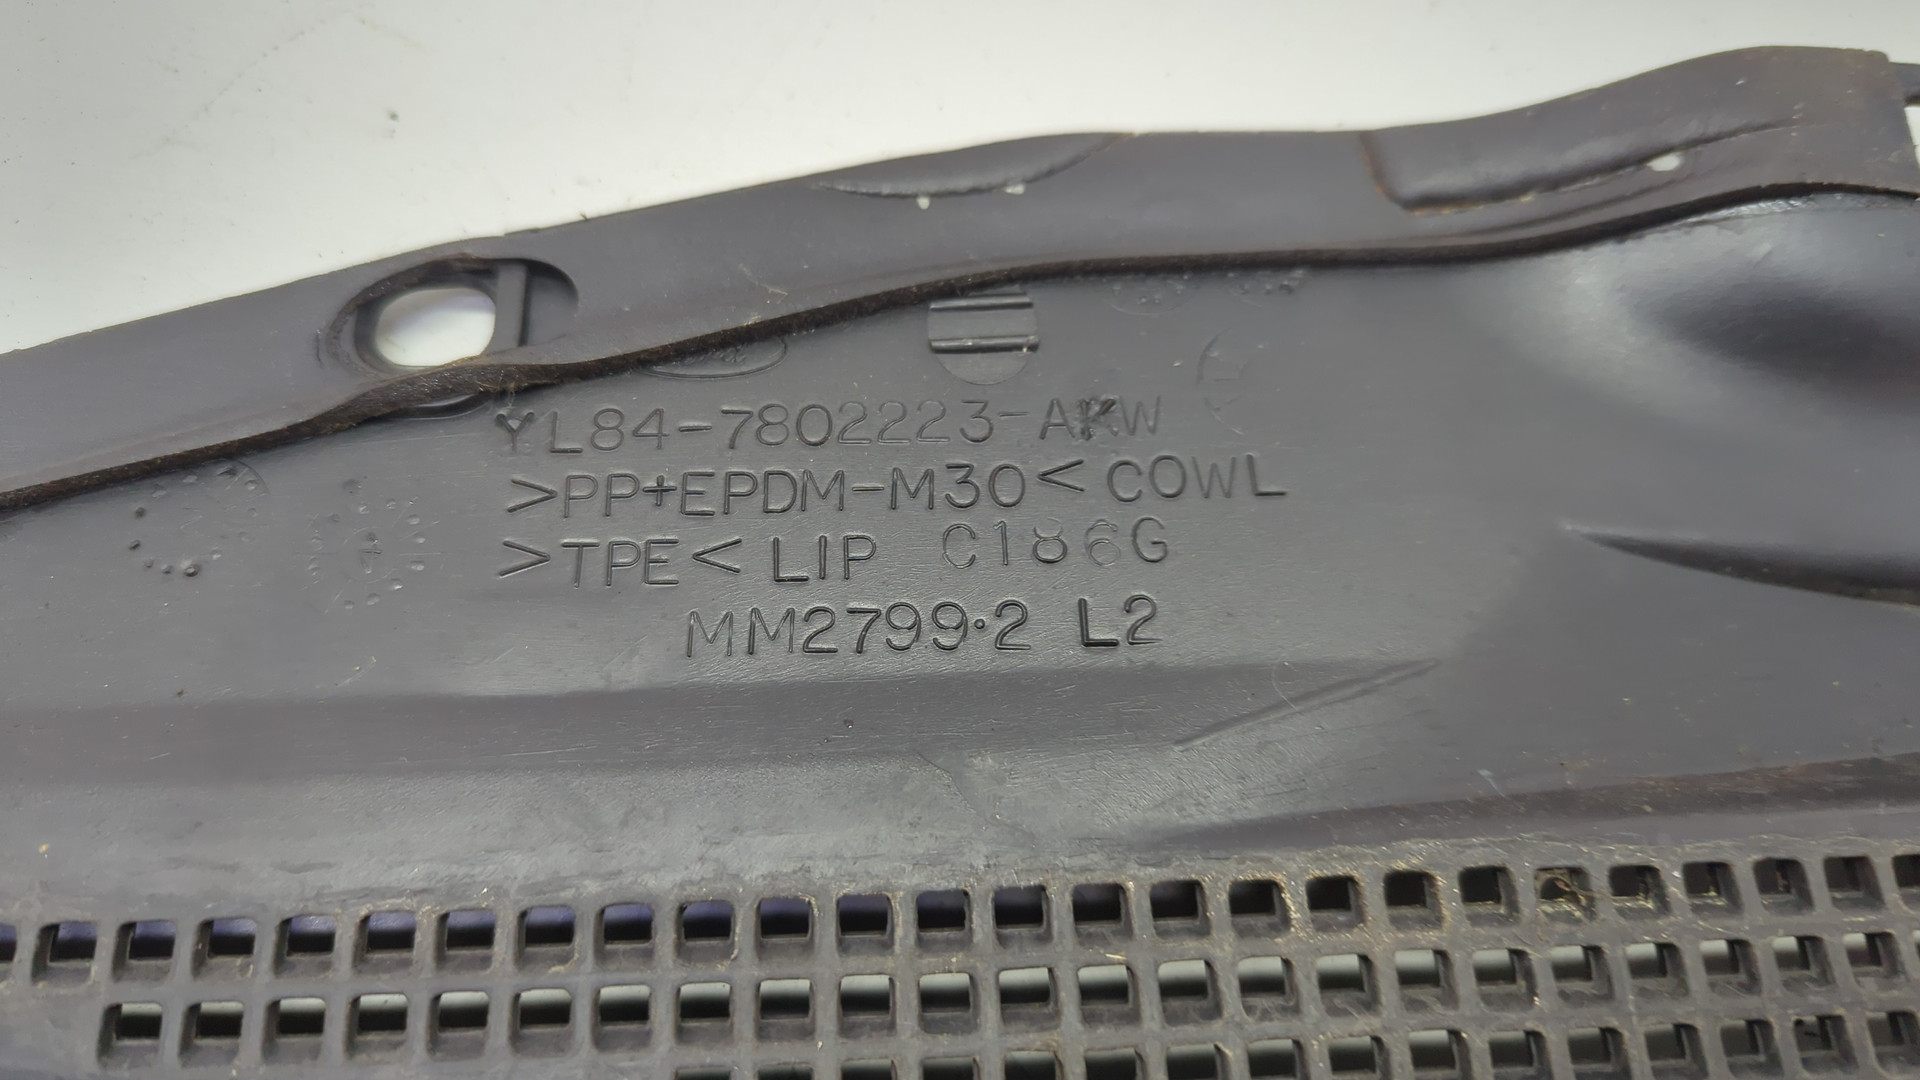 YL84-7802223-AKW
>PP+EPDM-M30< COWL
>TPE< LIP C186G
MM2799·2 L2